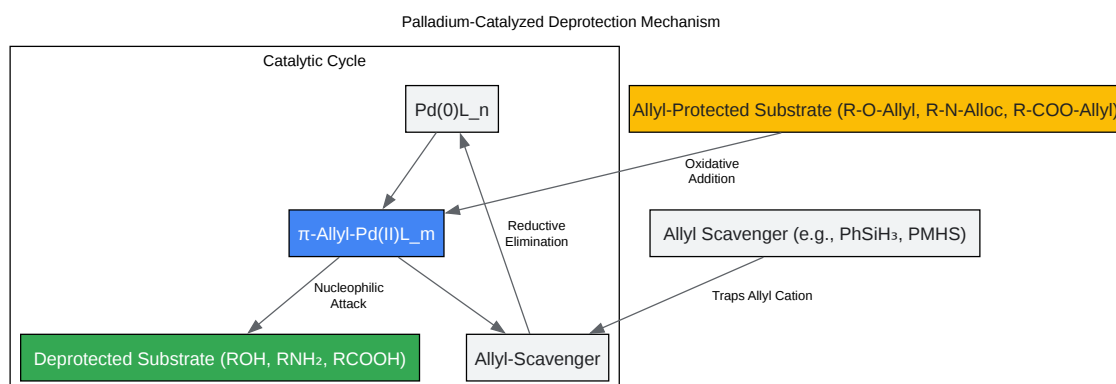 Palladium-Catalyzed Deprotection Mechanism
Catalytic Cycle
Pd(0)L_n
Allyl-Protected Substrate (R-O-Allyl, R-N-Alloc, R-COO-Allyl)
Oxidative
Addition
π-Allyl-Pd(II)L_m
Reductive
Elimination
Allyl Scavenger (e.g., PhSiH₃, PMHS)
Nucleophilic
Attack
Traps Allyl Cation
Deprotected Substrate (ROH, RNH₂, RCOOH)
Allyl-Scavenger